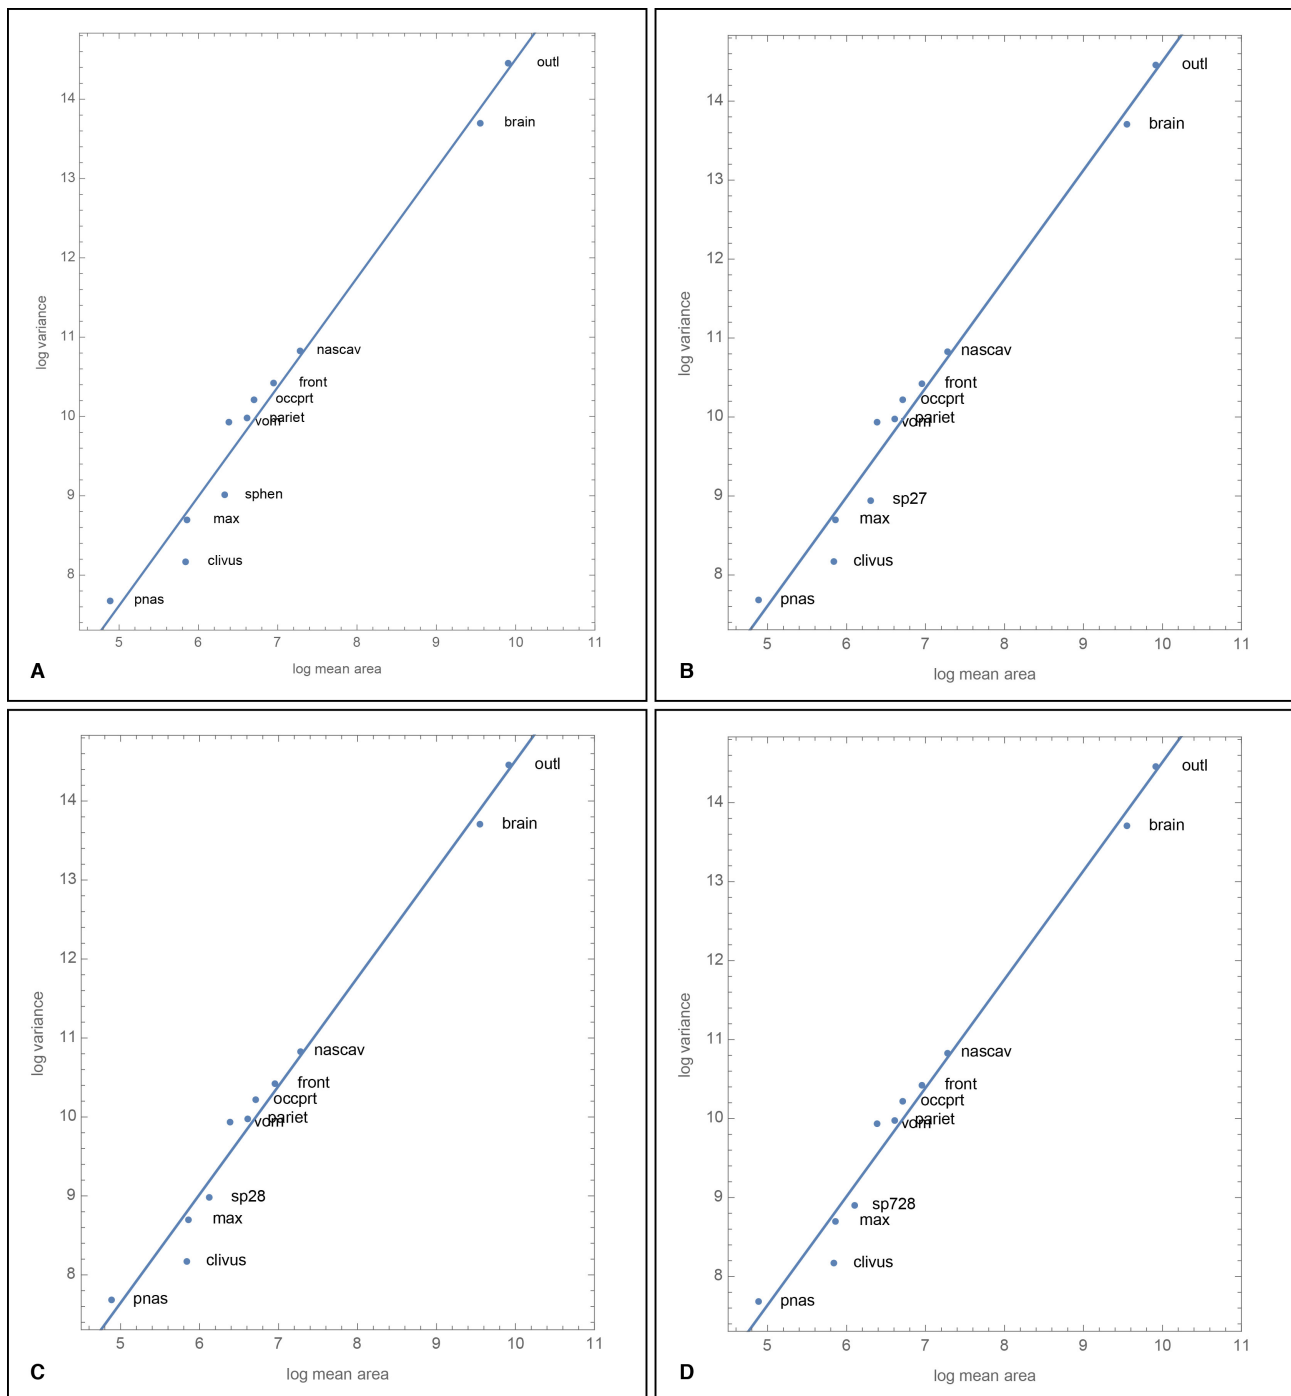 outl
14
brain
13
12
log variance
11
nascav
front
occprt
10
pariet
vom
9
sphen
max
clivus
8
pnas
5 6 7 8 9 10 11
log mean area
A
outl
14
brain
13
12
log variance
11
nascav
front
occprt
10
pariet
vom
9
sp27
max
clivus
8
pnas
5 6 7 8 9 10 11
log mean area
B
outl
14
brain
13
12
log variance
11
nascav
front
occprt
10
pariet
vom
9
sp28
max
clivus
8
pnas
5 6 7 8 9 10 11
log mean area
C
outl
14
brain
13
12
log variance
11
nascav
front
occprt
10
pariet
vom
9
sp728
max
clivus
8
pnas
5 6 7 8 9 10 11
log mean area
D